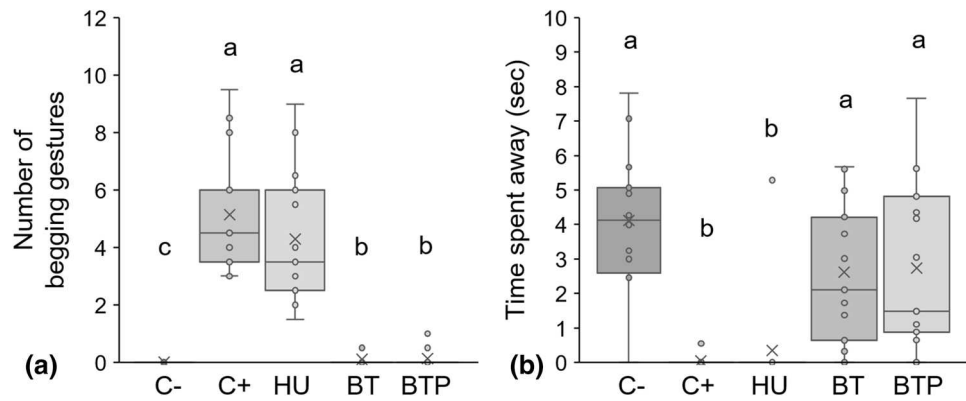 12
10
8
6
4
2
0
Number of
begging gestures
c
a
a
b
b
(a)
C- C+ HU BT BTP
10
9
8
7
6
5
4
3
2
1
0
Time spent away (sec)
a
b
b
a
a
(b)
C- C+ HU BT BTP